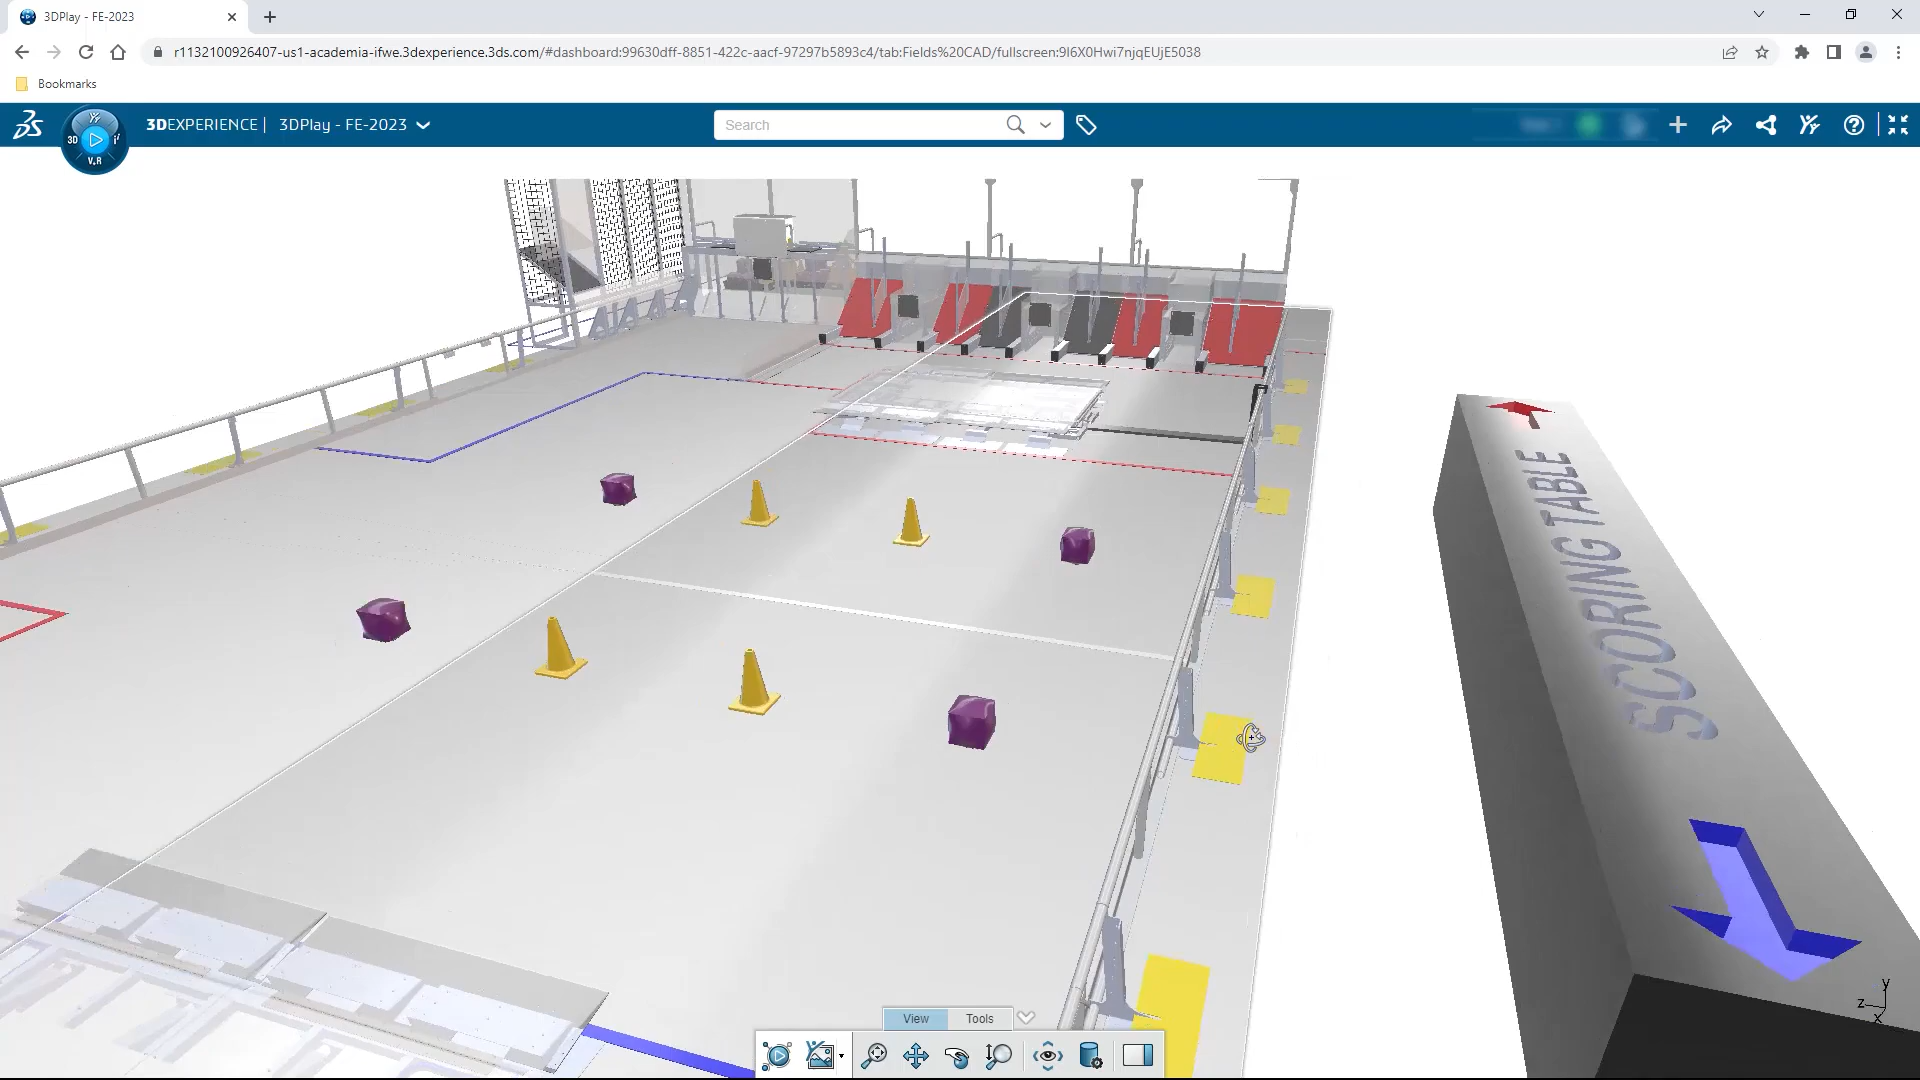 3DPlay - FE-2023
r1132100926407-us1-academia-ifwe.3dexperience.3ds.com/#dashboard:99630dff-8851-422c-aacf-97297b5893c4/tab:Fields%20CAD/fullscreen:9I6X0Hwi7njqEUjE5038
Bookmarks
3D
V.R
3DEXPERIENCE | 3DPlay - FE-2023
Search
SCORING TABLE
y
z
x
View
Tools